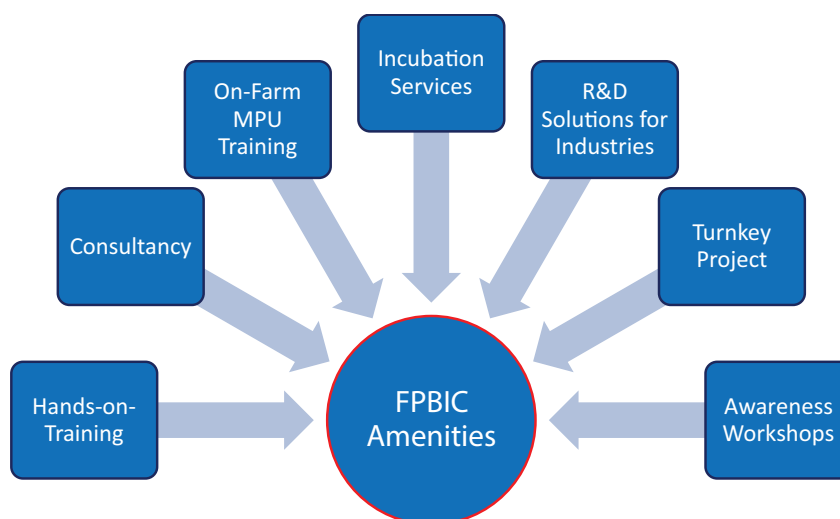 Incubation
Services
On-Farm
MPU
Training
R&D
Solutions for
Industries
Consultancy
Turnkey
Project
Hands-on-
Training
FPBIC
Amenities
Awareness
Workshops